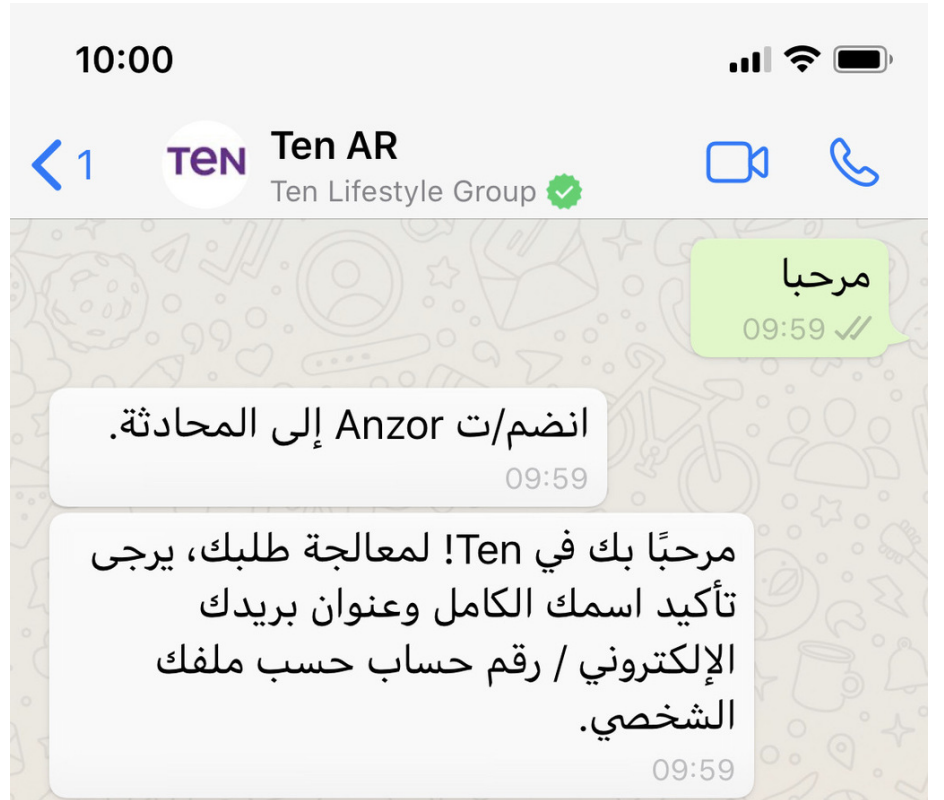 10:00
1
TeN
Ten AR
Ten Lifestyle Group
مرحبا
09:59
انضم/ت Anzor إلى المحادثة.
09:59
مرحبًا بك في Ten! لمعالجة طلبك، يرجى
تأكيد اسمك الكامل وعنوان بريدك
الإلكتروني / رقم حساب حسب ملفك
الشخصي.
09:59